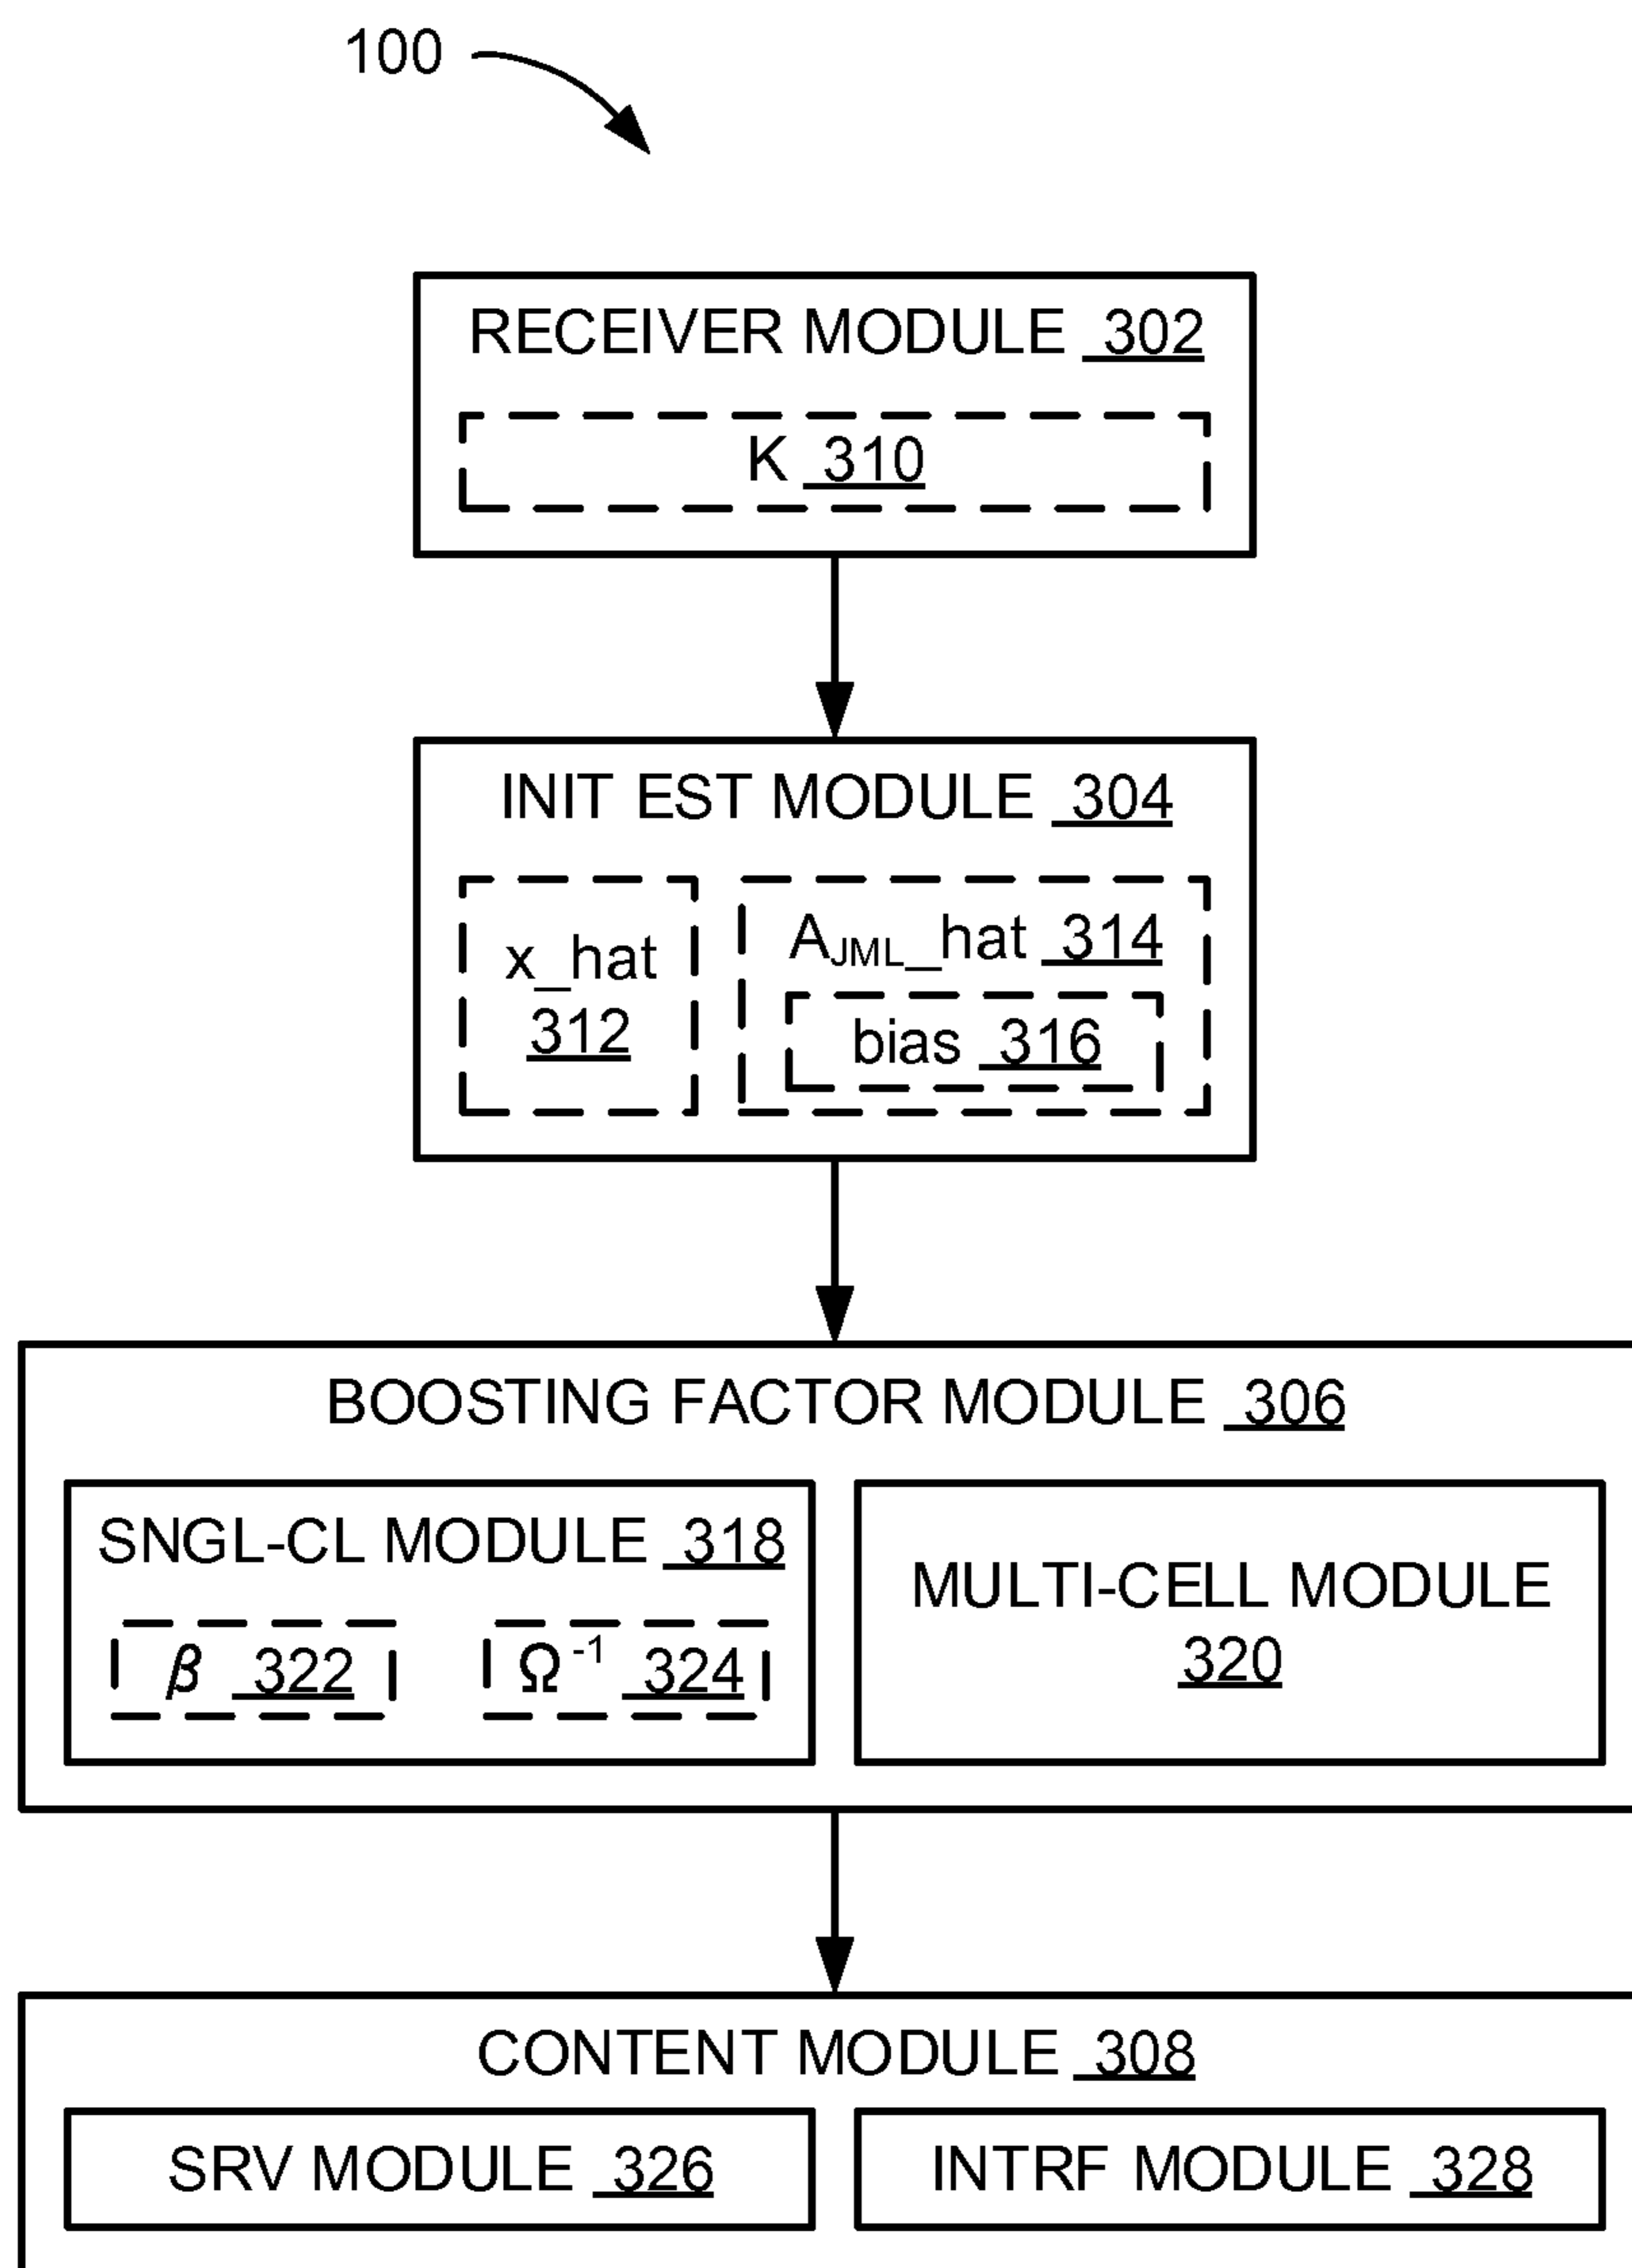 100
RECEIVER MODULE 302
K 310
INIT EST MODULE 304
x_hat
312
A_JML_hat 314
bias 316
BOOSTING FACTOR MODULE 306
SNGL-CL MODULE 318
β 322
Ω⁻¹ 324
MULTI-CELL MODULE
320
CONTENT MODULE 308
SRV MODULE 326
INTRF MODULE 328